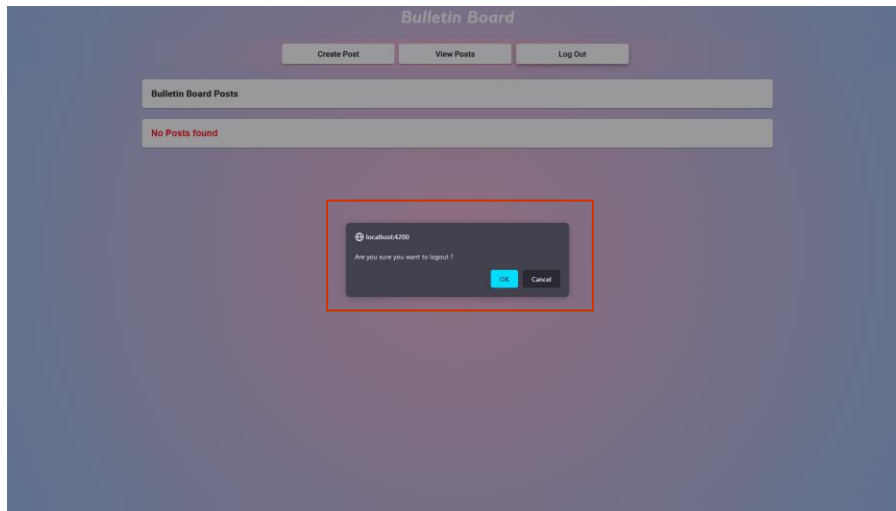 Bulletin Board
Create Post View Posts Log Out
Bulletin Board Posts
No Posts found
localhost:4200
Are you sure you want to logout ?
OK Cancel